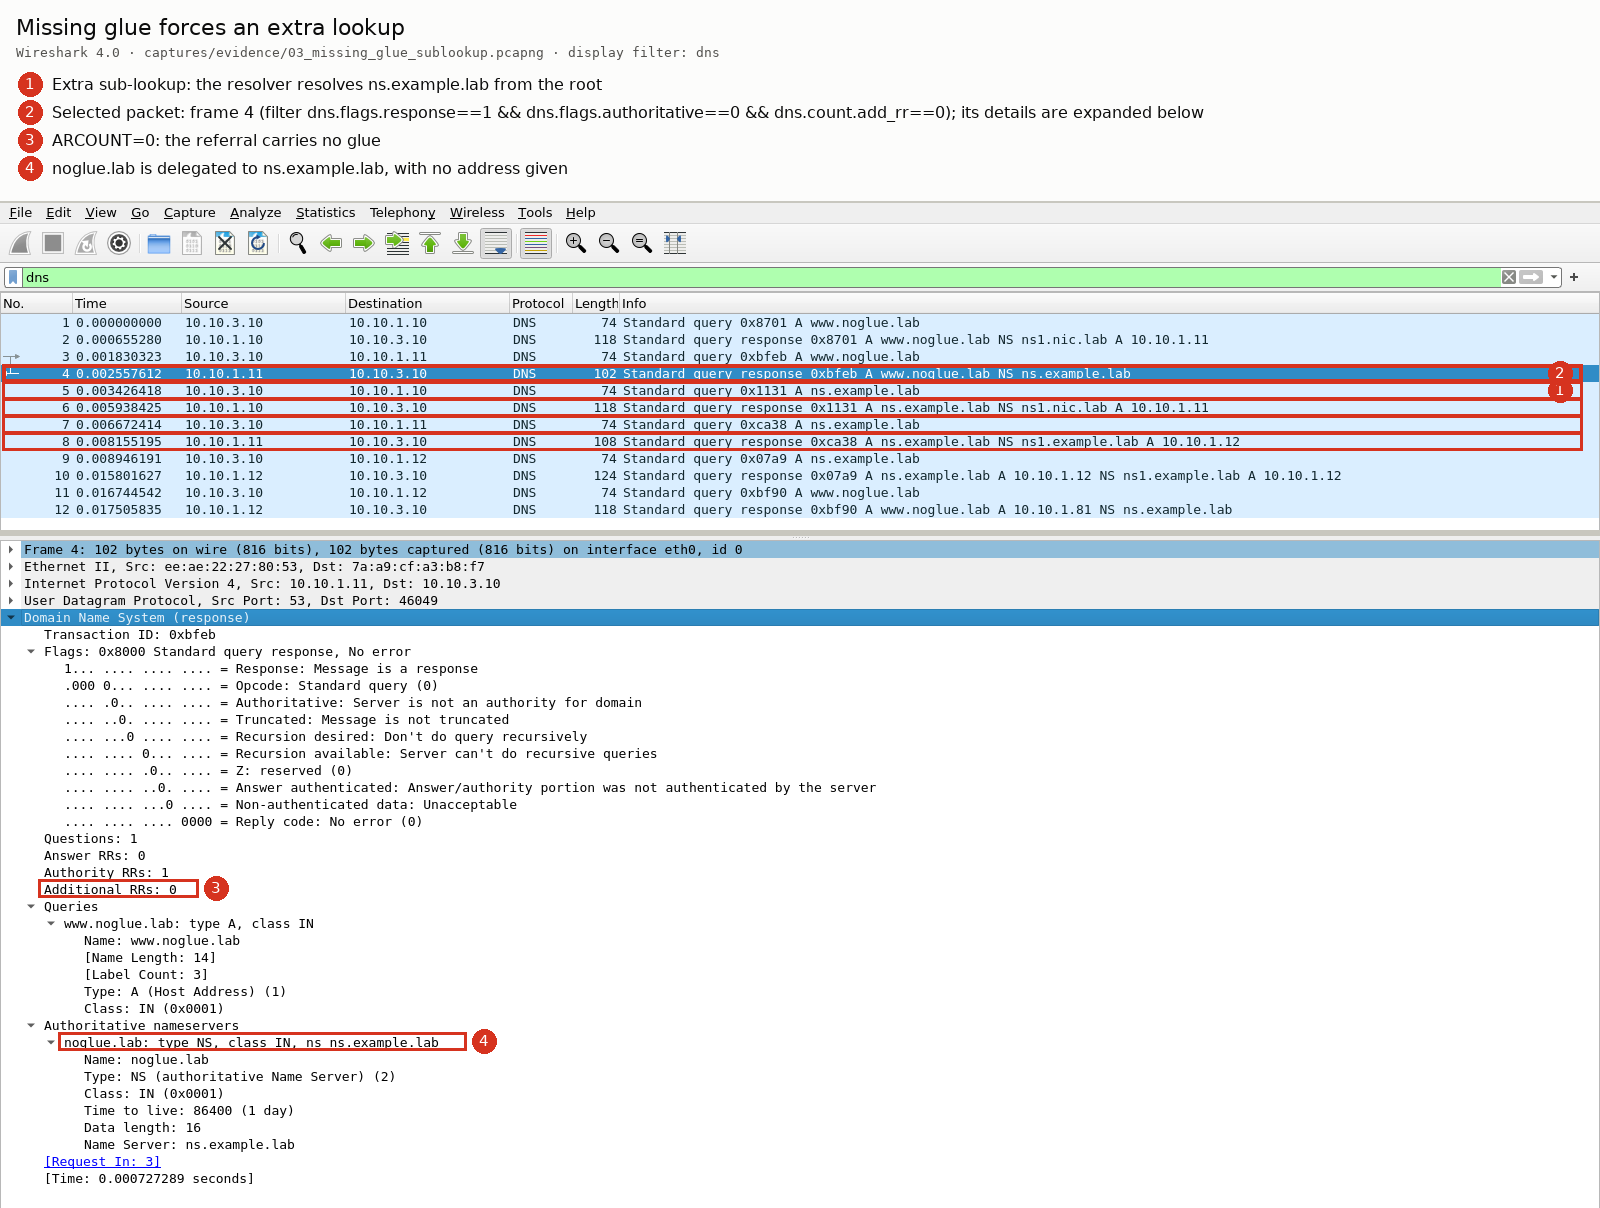 Missing glue forces an extra lookup
Wireshark 4.0 · captures/evidence/03_missing_glue_sublookup.pcapng · display filter: dns
1 Extra sub-lookup: the resolver resolves ns.example.lab from the root
2 Selected packet: frame 4 (filter dns.flags.response==1 && dns.flags.authoritative==0 && dns.count.add_rr==0); its details are expanded below
3 ARCOUNT=0: the referral carries no glue
4 noglue.lab is delegated to ns.example.lab, with no address given
File Edit View Go Capture Analyze Statistics Telephony Wireless Tools Help
dns
No. Time Source Destination Protocol Length Info
1 0.000000000 10.10.3.10 10.10.1.10 DNS 74 Standard query 0x8701 A www.noglue.lab
2 0.000655280 10.10.1.10 10.10.3.10 DNS 118 Standard query response 0x8701 A www.noglue.lab NS ns1.nic.lab A 10.10.1.11
3 0.001830323 10.10.3.10 10.10.1.11 DNS 74 Standard query 0xbfeb A www.noglue.lab
4 0.002557612 10.10.1.11 10.10.3.10 DNS 102 Standard query response 0xbfeb A www.noglue.lab NS ns.example.lab 2
5 0.003426418 10.10.3.10 10.10.1.10 DNS 74 Standard query 0x1131 A ns.example.lab 1
6 0.005938425 10.10.1.10 10.10.3.10 DNS 118 Standard query response 0x1131 A ns.example.lab NS ns1.nic.lab A 10.10.1.11
7 0.006672414 10.10.3.10 10.10.1.11 DNS 74 Standard query 0xca38 A ns.example.lab
8 0.008155195 10.10.1.11 10.10.3.10 DNS 108 Standard query response 0xca38 A ns.example.lab NS ns1.example.lab A 10.10.1.12
9 0.008946191 10.10.3.10 10.10.1.12 DNS 74 Standard query 0x07a9 A ns.example.lab
10 0.015801627 10.10.1.12 10.10.3.10 DNS 124 Standard query response 0x07a9 A ns.example.lab A 10.10.1.12 NS ns1.example.lab A 10.10.1.12
11 0.016744542 10.10.3.10 10.10.1.12 DNS 74 Standard query 0xbf90 A www.noglue.lab
12 0.017505835 10.10.1.12 10.10.3.10 DNS 118 Standard query response 0xbf90 A www.noglue.lab A 10.10.1.81 NS ns.example.lab
Frame 4: 102 bytes on wire (816 bits), 102 bytes captured (816 bits) on interface eth0, id 0
Ethernet II, Src: ee:ae:22:27:80:53, Dst: 7a:a9:cf:a3:b8:f7
Internet Protocol Version 4, Src: 10.10.1.11, Dst: 10.10.3.10
User Datagram Protocol, Src Port: 53, Dst Port: 46049
Domain Name System (response)
Transaction ID: 0xbfeb
Flags: 0x8000 Standard query response, No error
1... .... .... .... = Response: Message is a response
.000 0... .... .... = Opcode: Standard query (0)
.... .0.. .... .... = Authoritative: Server is not an authority for domain
.... ..0. .... .... = Truncated: Message is not truncated
.... ...0 .... .... = Recursion desired: Don't do query recursively
.... .... 0... .... = Recursion available: Server can't do recursive queries
.... .... .0.. .... = Z: reserved (0)
.... .... ..0. .... = Answer authenticated: Answer/authority portion was not authenticated by the server
.... .... ...0 .... = Non-authenticated data: Unacceptable
.... .... .... 0000 = Reply code: No error (0)
Questions: 1
Answer RRs: 0
Authority RRs: 1
Additional RRs: 0 3
Queries
www.noglue.lab: type A, class IN
Name: www.noglue.lab
[Name Length: 14]
[Label Count: 3]
Type: A (Host Address) (1)
Class: IN (0x0001)
Authoritative nameservers
noglue.lab: type NS, class IN, ns ns.example.lab 4
Name: noglue.lab
Type: NS (authoritative Name Server) (2)
Class: IN (0x0001)
Time to live: 86400 (1 day)
Data length: 16
Name Server: ns.example.lab
[Request In: 3]
[Time: 0.000727289 seconds]